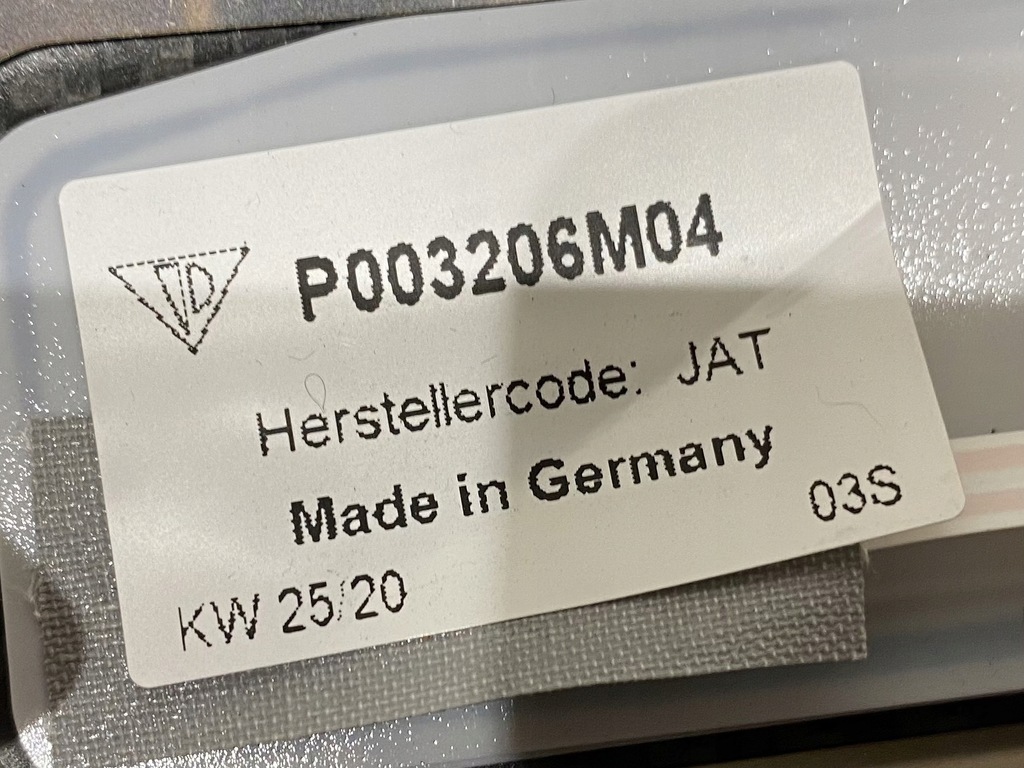 P003206M04
Herstellercode: JAT
Made in Germany
03S
KW 25/20